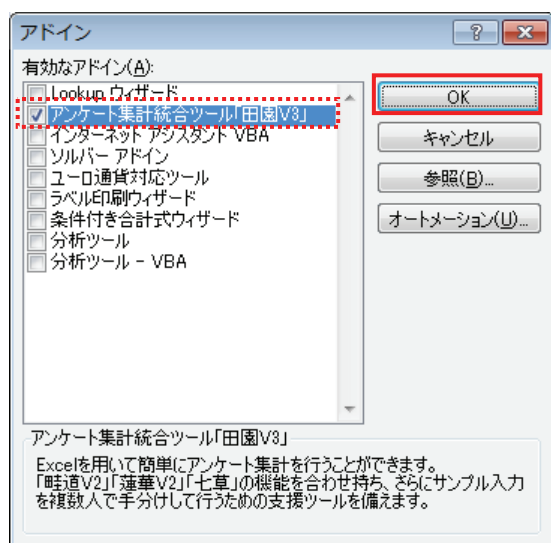 アドイン
有効なアドイン(A):
Lookup ウィザード
アンケート集計統合ツール「田園V3」
インターネット アシスタント VBA
ソルバー アドイン
ユーロ通貨対応ツール
ラベル印刷ウィザード
条件付き合計式ウィザード
分析ツール
分析ツール - VBA
OK
キャンセル
参照(B)...
オートメーション(U)...
アンケート集計統合ツール「田園V3」
Excelを用いて簡単にアンケート集計を行うことができます。
「畦道V2」「蓮華V2」「七草」の機能を合わせ持ち、さらにサンプル入力
を複数人で手分けして行うための支援ツールを備えます。